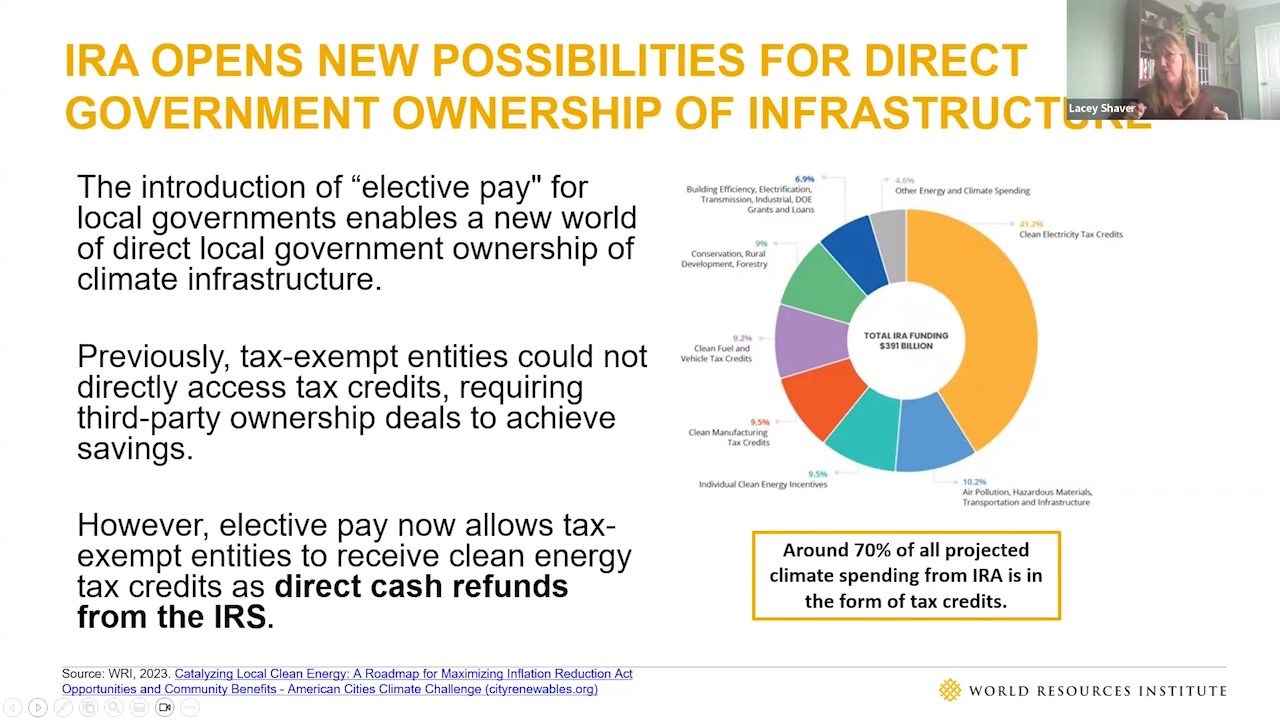 IRA OPENS NEW POSSIBILITIES FOR DIRECT
GOVERNMENT OWNERSHIP OF INFRASTRUCTURE
Lacey Shaver
The introduction of “elective pay" for
local governments enables a new world
of direct local government ownership of
climate infrastructure.
Previously, tax-exempt entities could not
directly access tax credits, requiring
third-party ownership deals to achieve
savings.
However, elective pay now allows tax-
exempt entities to receive clean energy
tax credits as direct cash refunds
from the IRS.
6.9%
Building Efficiency, Electrification,
Transmission, Industrial, DOE
Grants and Loans
4.6%
Other Energy and Climate Spending
41.2%
Clean Electricity Tax Credits
9%
Conservation, Rural
Development, Forestry
9.2%
Clean Fuel and
Vehicle Tax Credits
TOTAL IRA FUNDING
$391 BILLION
9.5%
Clean Manufacturing
Tax Credits
9.5%
Individual Clean Energy Incentives
10.2%
Air Pollution, Hazardous Materials,
Transportation and Infrastructure
Around 70% of all projected
climate spending from IRA is in
the form of tax credits.
Source: WRI, 2023. Catalyzing Local Clean Energy: A Roadmap for Maximizing Inflation Reduction Act
Opportunities and Community Benefits - American Cities Climate Challenge (cityrenewables.org)
WORLD RESOURCES INSTITUTE